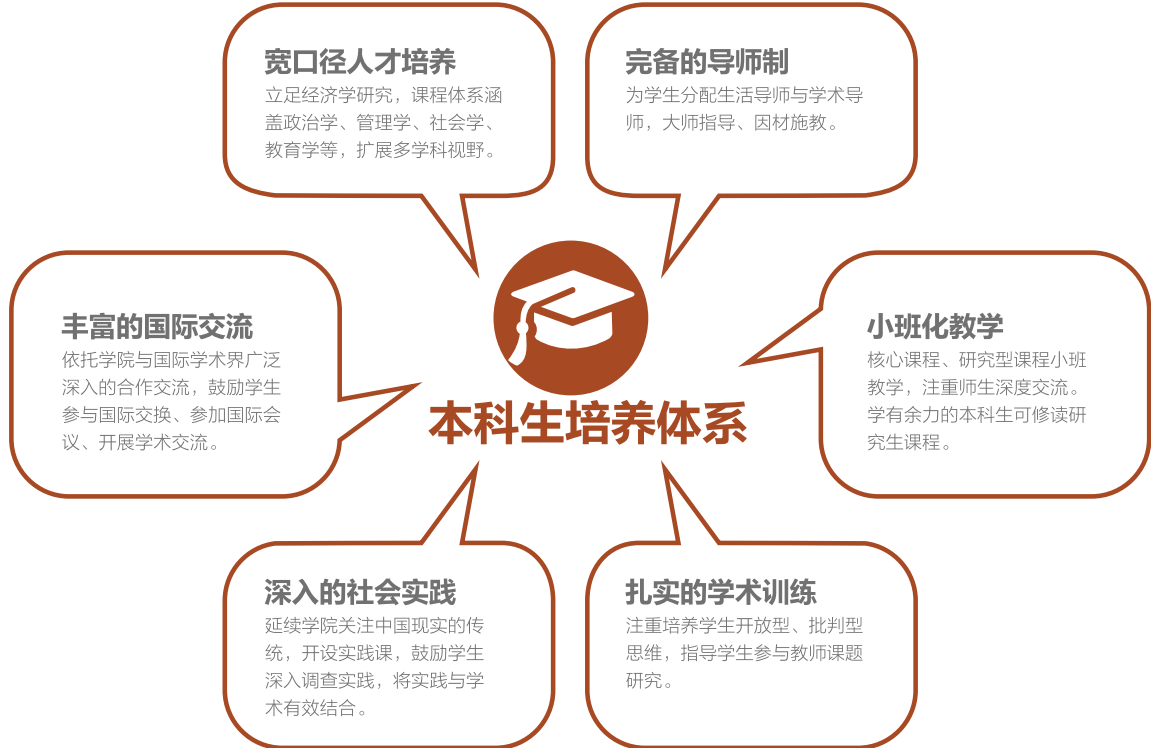 宽口径人才培养
立足经济学研究，课程体系涵
盖政治学、管理学、社会学、
教育学等，扩展多学科视野。
完备的导师制
为学生分配生活导师与学术导
师，大师指导、因材施教。
丰富的国际交流
依托学院与国际学术界广泛
深入的合作交流，鼓励学生
参与国际交换、参加国际会
议、开展学术交流。
本科生培养体系
小班化教学
核心课程、研究型课程小班
教学，注重师生深度交流。
学有余力的本科生可修读研
究生课程。
深入的社会实践
延续学院关注中国现实的传
统，开设实践课，鼓励学生
深入调查实践，将实践与学
术有效结合。
扎实的学术训练
注重培养学生开放型、批判型
思维，指导学生参与教师课题
研究。